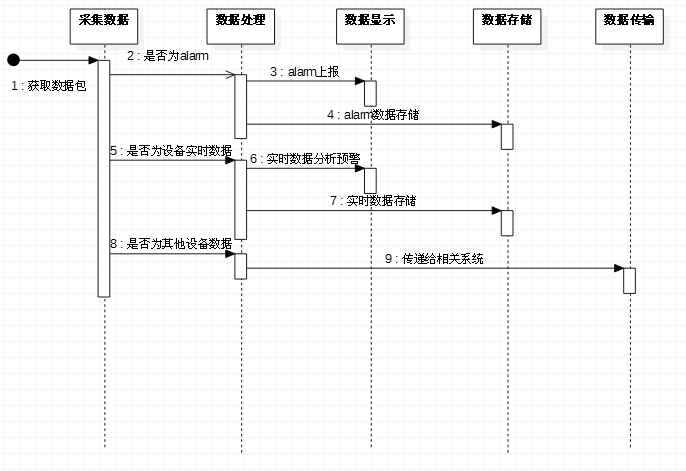 采集数据
数据处理
数据显示
数据存储
数据传输
1 : 获取数据包
2 : 是否为alarm
3 : alarm上报
4 : alarm数据存储
5 : 是否为设备实时数据
6 : 实时数据分析预警
7 : 实时数据存储
8 : 是否为其他设备数据
9 : 传递给相关系统